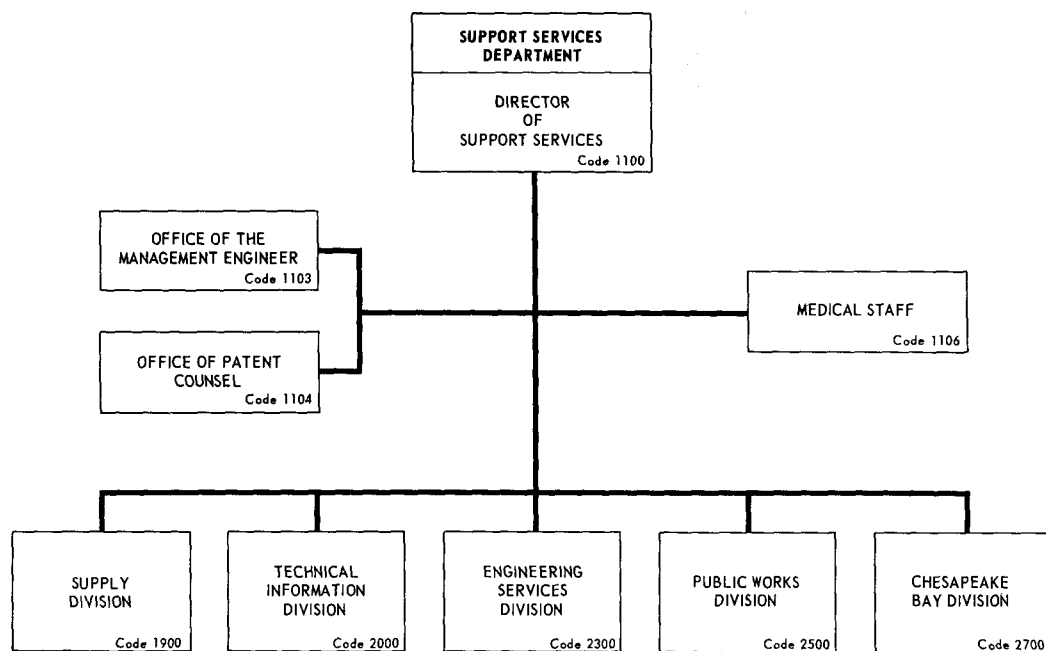 SUPPORT SERVICES
DEPARTMENT
DIRECTOR
OF
SUPPORT SERVICES
Code 1100
OFFICE OF THE
MANAGEMENT ENGINEER
Code 1103
OFFICE OF PATENT
COUNSEL
Code 1104
MEDICAL STAFF
Code 1106
SUPPLY
DIVISION
Code 1900
TECHNICAL
INFORMATION
DIVISION
Code 2000
ENGINEERING
SERVICES
DIVISION
Code 2300
PUBLIC WORKS
DIVISION
Code 2500
CHESAPEAKE
BAY DIVISION
Code 2700